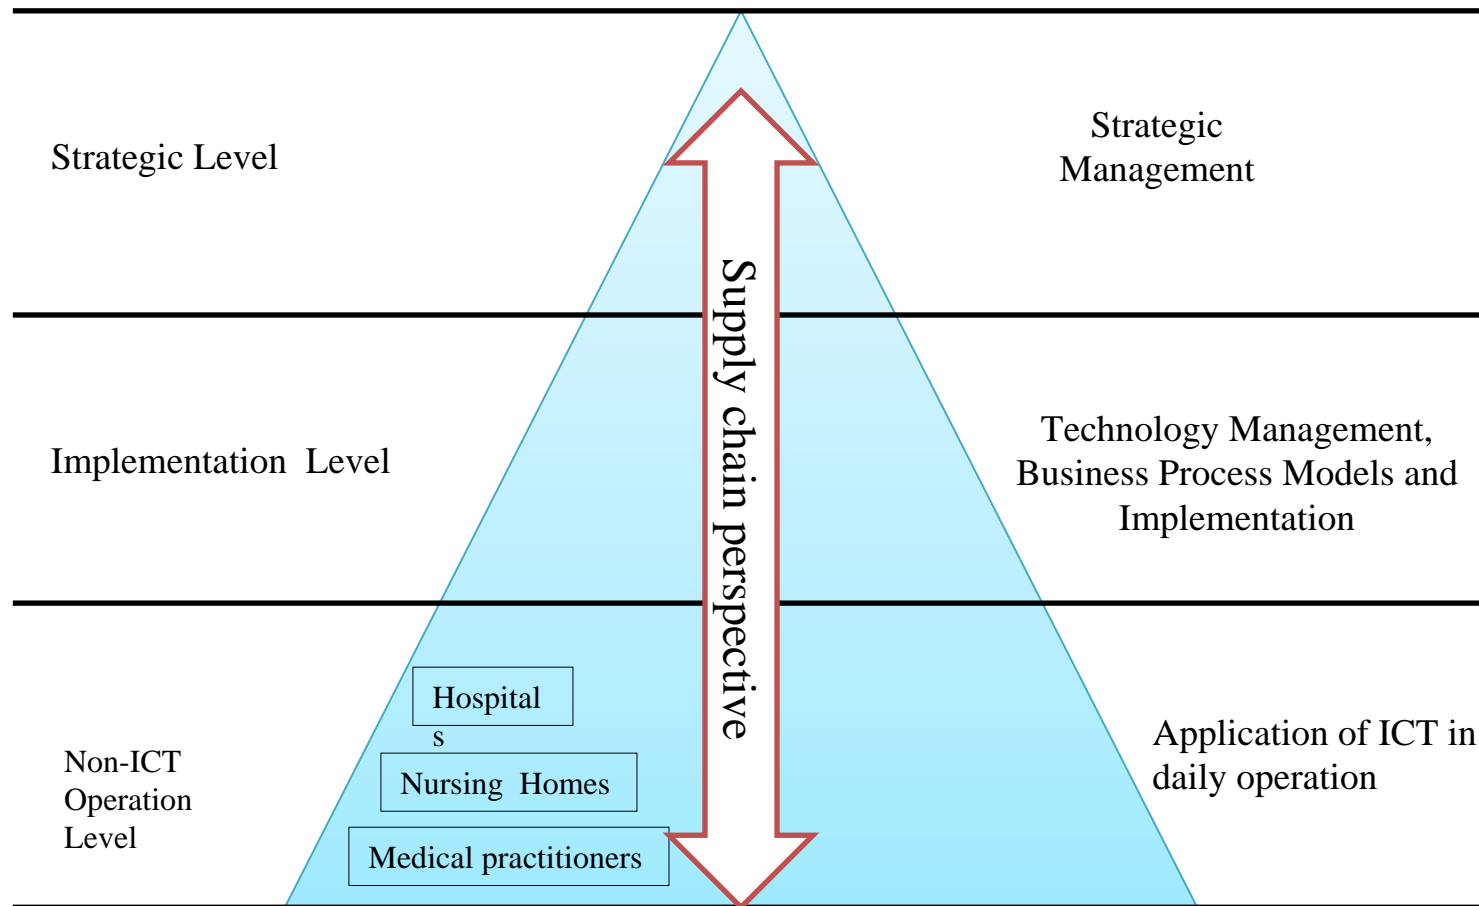 Strategic Level
Strategic
Management
Supply chain perspective
Implementation  Level
Technology Management,
Business Process Models and
Implementation
Non-ICT
Operation
Level
Hospital
s
Nursing  Homes
Medical practitioners
Application of ICT in
daily operation